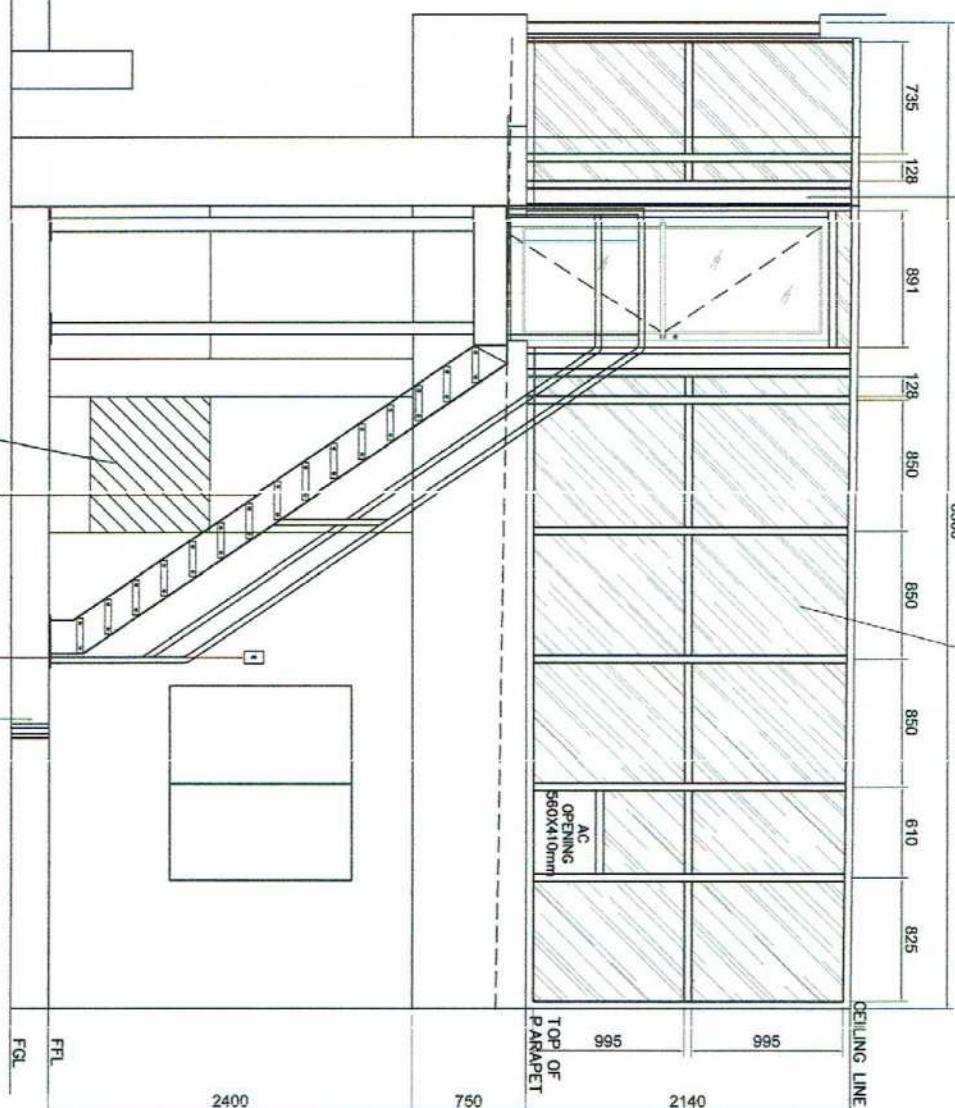 735
128
891
128
850
850
850
610
825
AC
OPENING
560X410mm
CEILING LINE
995
995
TOP OF
PARAPET
FFL
FGL
2400
750
2140